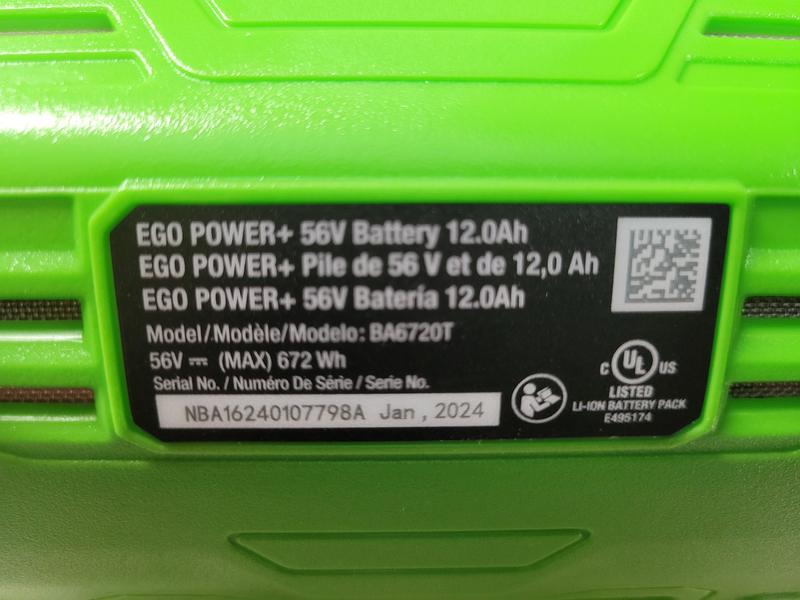 EGO POWER+ 56V Battery 12.0Ah
EGO POWER+ Pile de 56 V et de 12,0 Ah
EGO POWER+ 56V Batería 12.0Ah
Model/Modèle/Modelo: BA6720T
56V ⎓ (MAX) 672 Wh
Serial No. / Numéro De Série / Serie No.
NBA16240107798A Jan , 2024
C UL US
LISTED
LI-ION BATTERY PACK
E495174